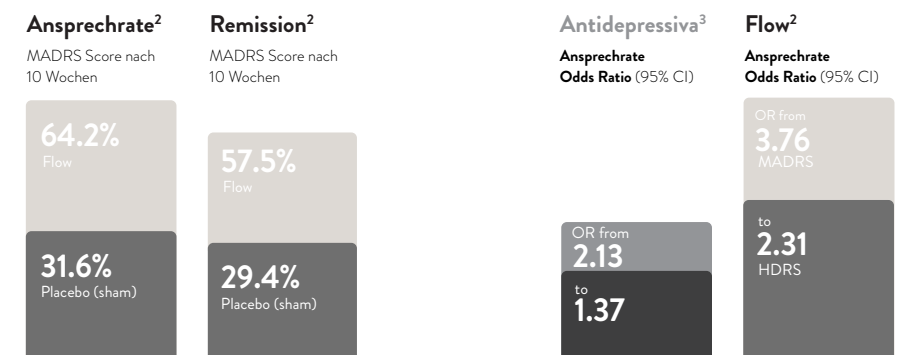 Ansprechrate²
MADRS Score nach
10 Wochen
64.2%
Flow
31.6%
Placebo (sham)
Remission²
MADRS Score nach
10 Wochen
57.5%
Flow
29.4%
Placebo (sham)
Antidepressiva³
Ansprechrate
Odds Ratio (95% CI)
OR from
2.13
to
1.37
Flow²
Ansprechrate
Odds Ratio (95% CI)
OR from
3.76
MADRS
to
2.31
HDRS